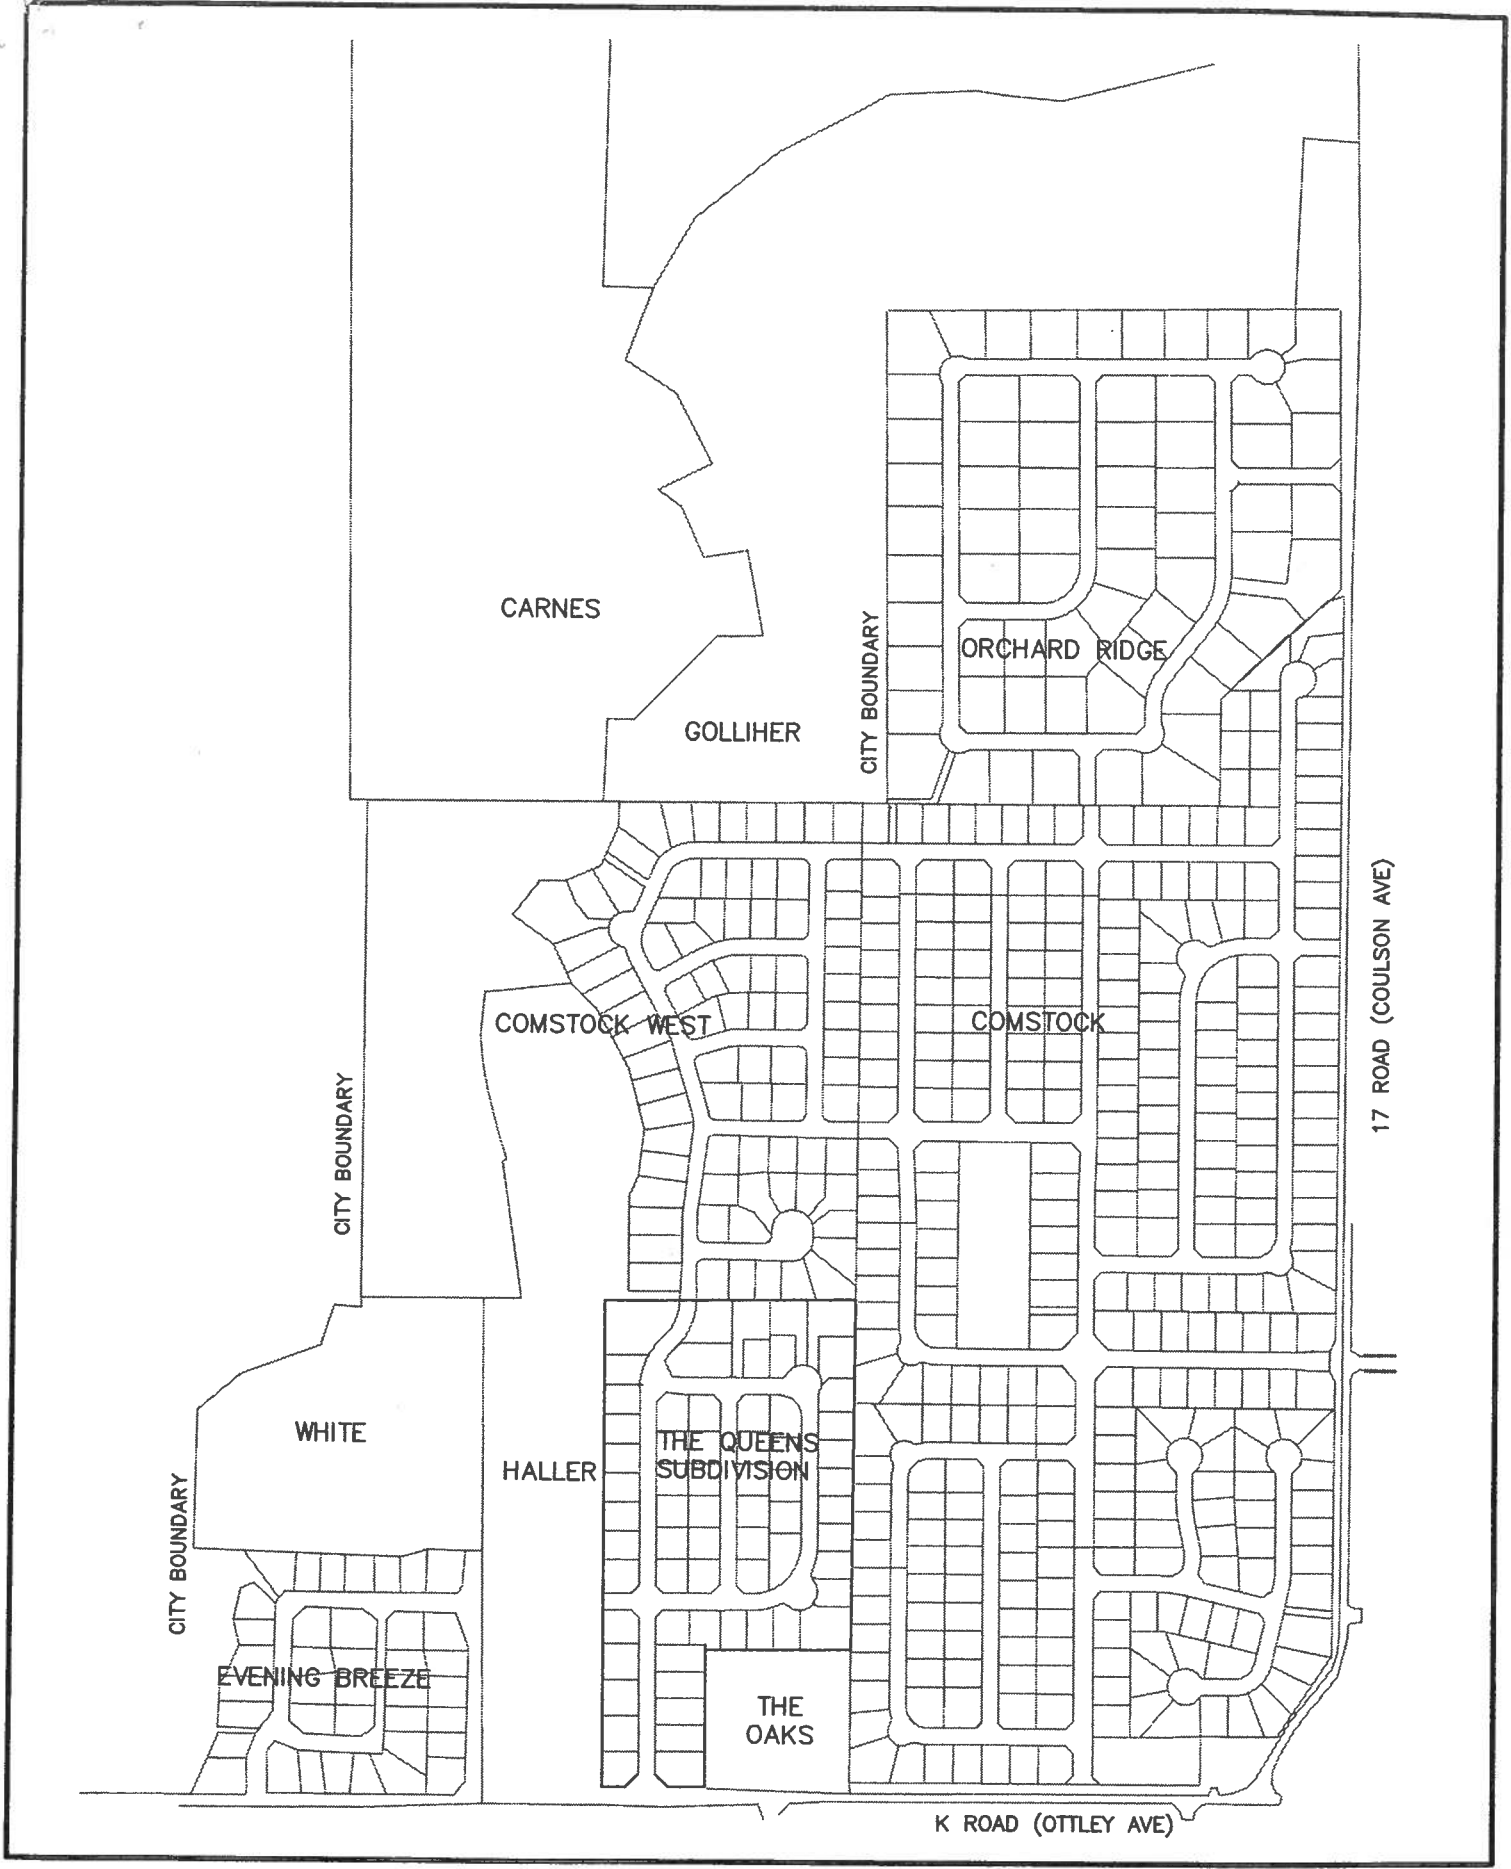 CARNES
CITY BOUNDARY
ORCHARD RIDGE
GOLLIHER
17 ROAD (COULSON AVE)
COMSTOCK WEST
COMSTOCK
CITY BOUNDARY
WHITE
THE QUEENS
SUBDIVISION
HALLER
CITY BOUNDARY
EVENING BREEZE
THE
OAKS
K ROAD (OTTLEY AVE)